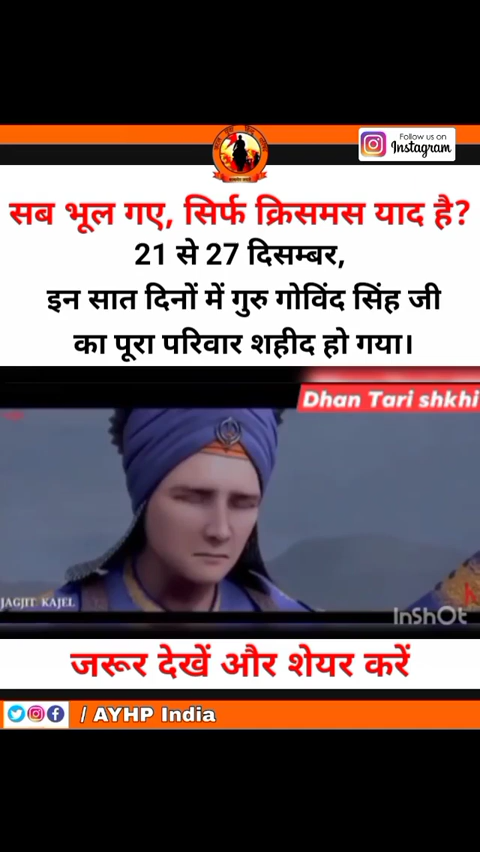 Follow us on
Instagram
सब भूल गए, सिर्फ क्रिसमस याद है?
21 से 27 दिसम्बर,
इन सात दिनों में गुरु गोविंद सिंह जी
का पूरा परिवार शहीद हो गया।
Dhan Tari shkhi
JAGJIT KAJEL
InShOt
जरूर देखें और शेयर करें
/ AYHP India